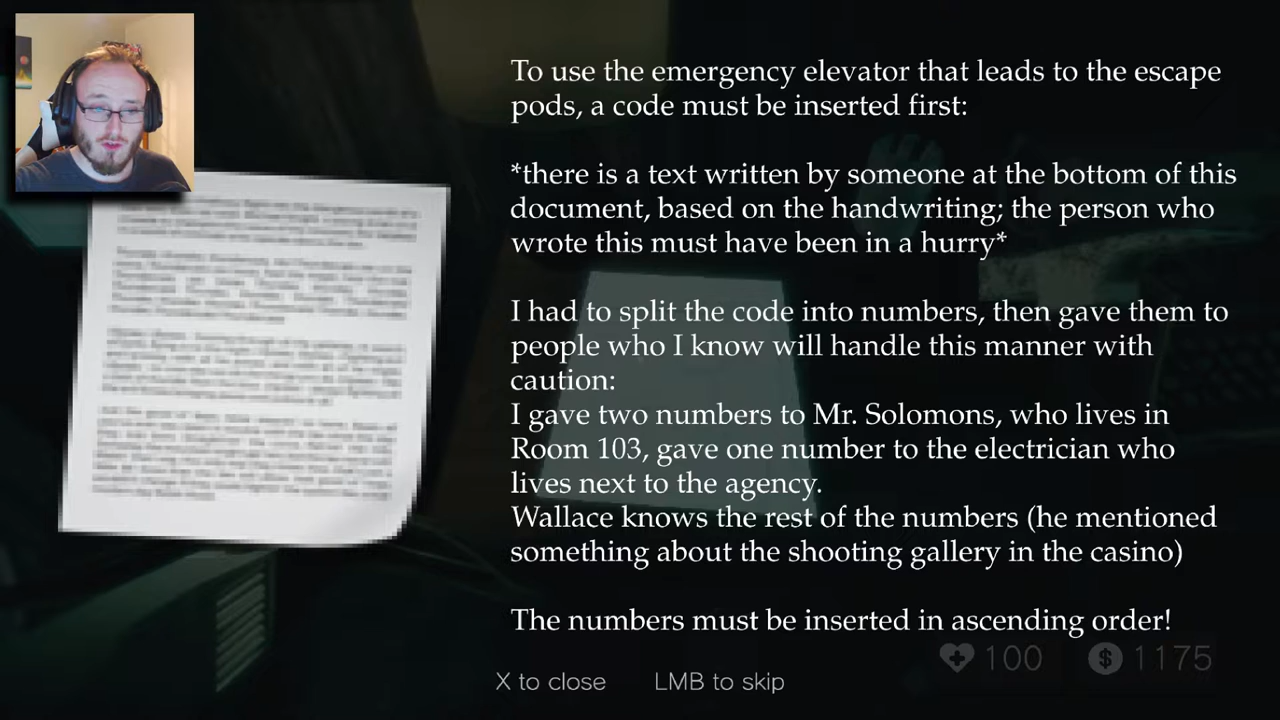 To use the emergency elevator that leads to the escape
pods, a code must be inserted first:
*there is a text written by someone at the bottom of this
document, based on the handwriting; the person who
wrote this must have been in a hurry*
I had to split the code into numbers, then gave them to
people who I know will handle this manner with
caution:
I gave two numbers to Mr. Solomons, who lives in
Room 103, gave one number to the electrician who
lives next to the agency.
Wallace knows the rest of the numbers (he mentioned
something about the shooting gallery in the casino)
The numbers must be inserted in ascending order!
100 $ 1175
X to close LMB to skip